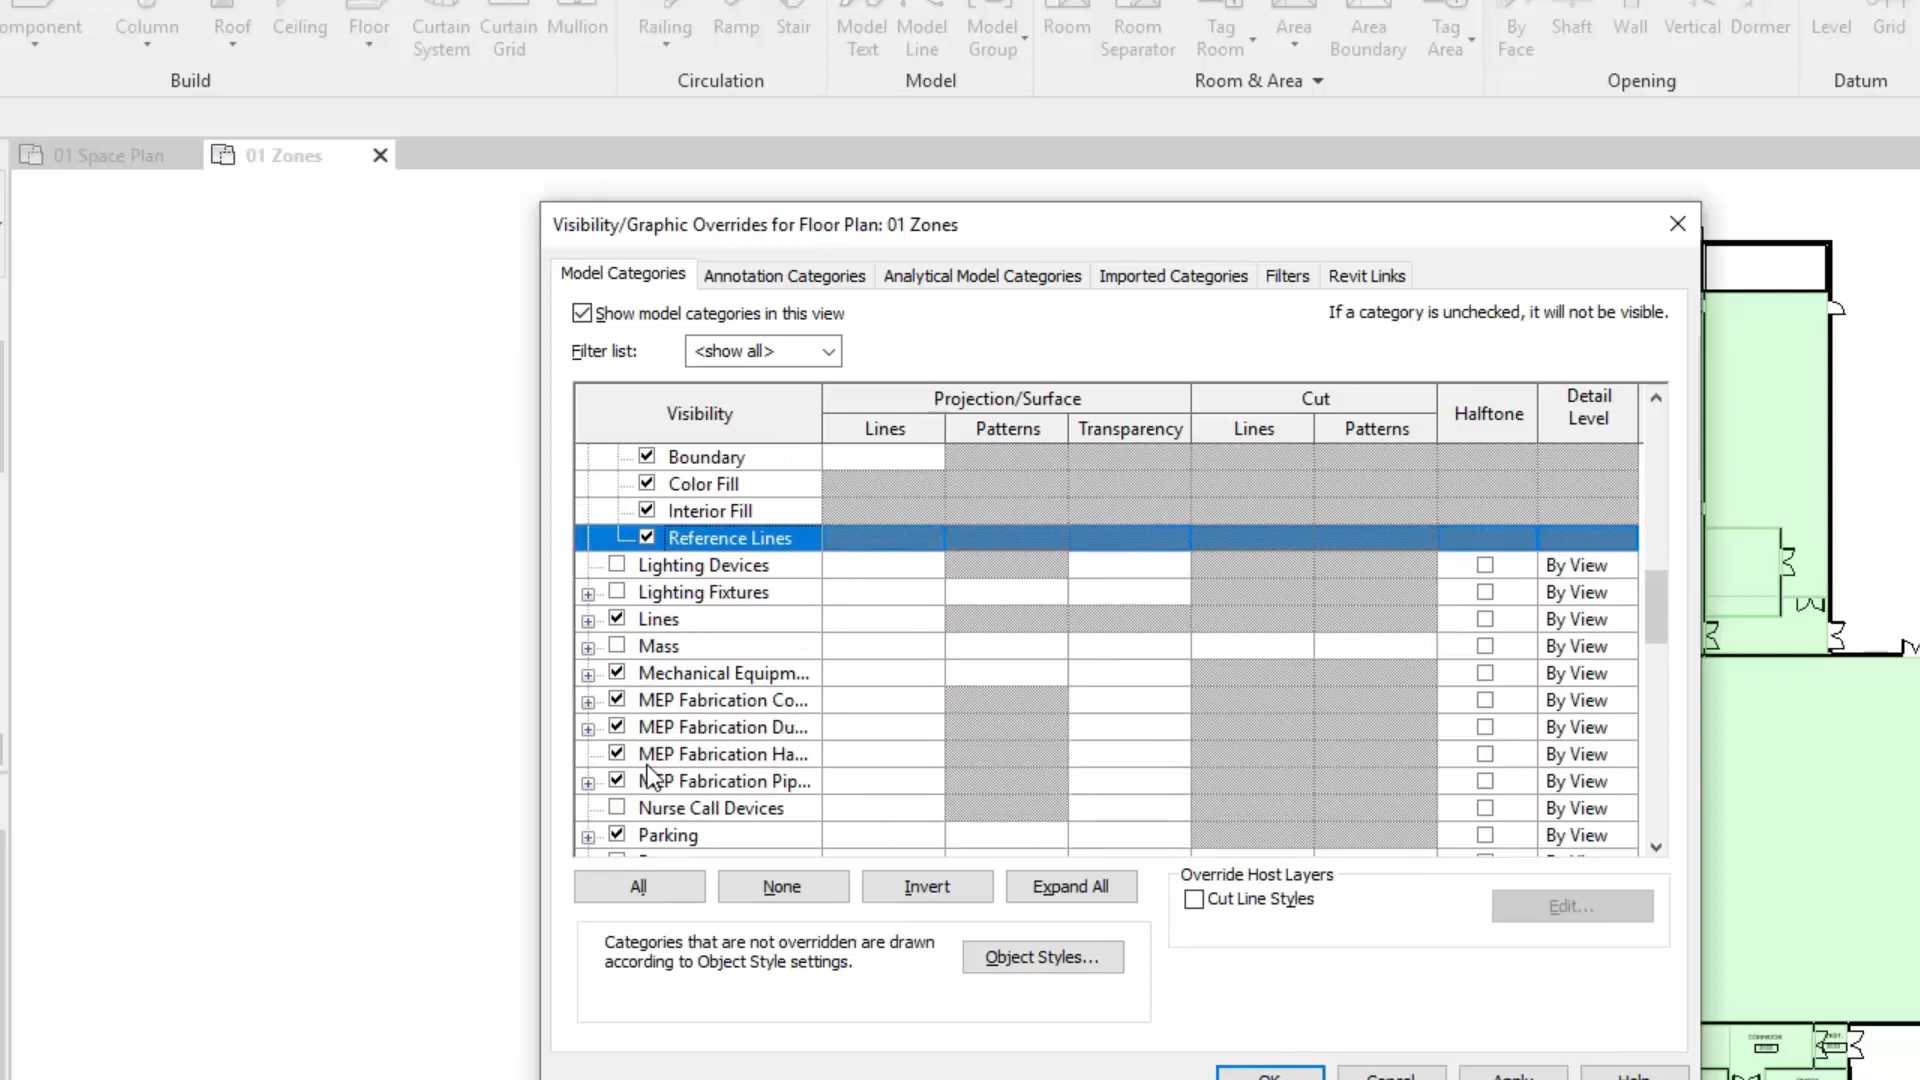 omponent
Column
Roof
Ceiling
Floor
Curtain
System
Curtain
Grid
Mullion
Railing
Ramp
Stair
Model
Text
Model
Line
Model
Group
Room
Room
Separator
Tag
Room
Area
Area
Boundary
Tag
Area
By
Face
Shaft
Wall
Vertical
Dormer
Level
Grid
Build
Circulation
Model
Room & Area
Opening
Datum
01 Space Plan
01 Zones
Visibility/Graphic Overrides for Floor Plan: 01 Zones
Model Categories
Annotation Categories
Analytical Model Categories
Imported Categories
Filters
Revit Links
Show model categories in this view
If a category is unchecked, it will not be visible.
Filter list:
<show all>
Visibility
Projection/Surface
Cut
Halftone
Detail
Level
Lines
Patterns
Transparency
Lines
Patterns
Boundary
Color Fill
Interior Fill
Reference Lines
Lighting Devices By View
Lighting Fixtures By View
Lines By View
Mass By View
Mechanical Equipm... By View
MEP Fabrication Co... By View
MEP Fabrication Du... By View
MEP Fabrication Ha... By View
MEP Fabrication Pip... By View
Nurse Call Devices By View
Parking By View
All
None
Invert
Expand All
Override Host Layers
Cut Line Styles
Edit...
Categories that are not overridden are drawn
according to Object Style settings.
Object Styles...
OK
Cancel
Apply
Help